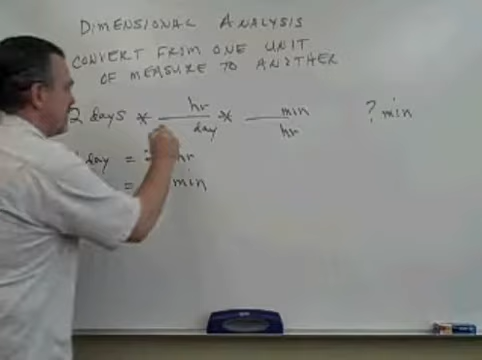 DIMENSIONAL ANALYSIS
CONVERT FROM ONE UNIT
OF MEASURE TO ANOTHER
2 days * hr / day * min / hr ? min
day = hr
= min